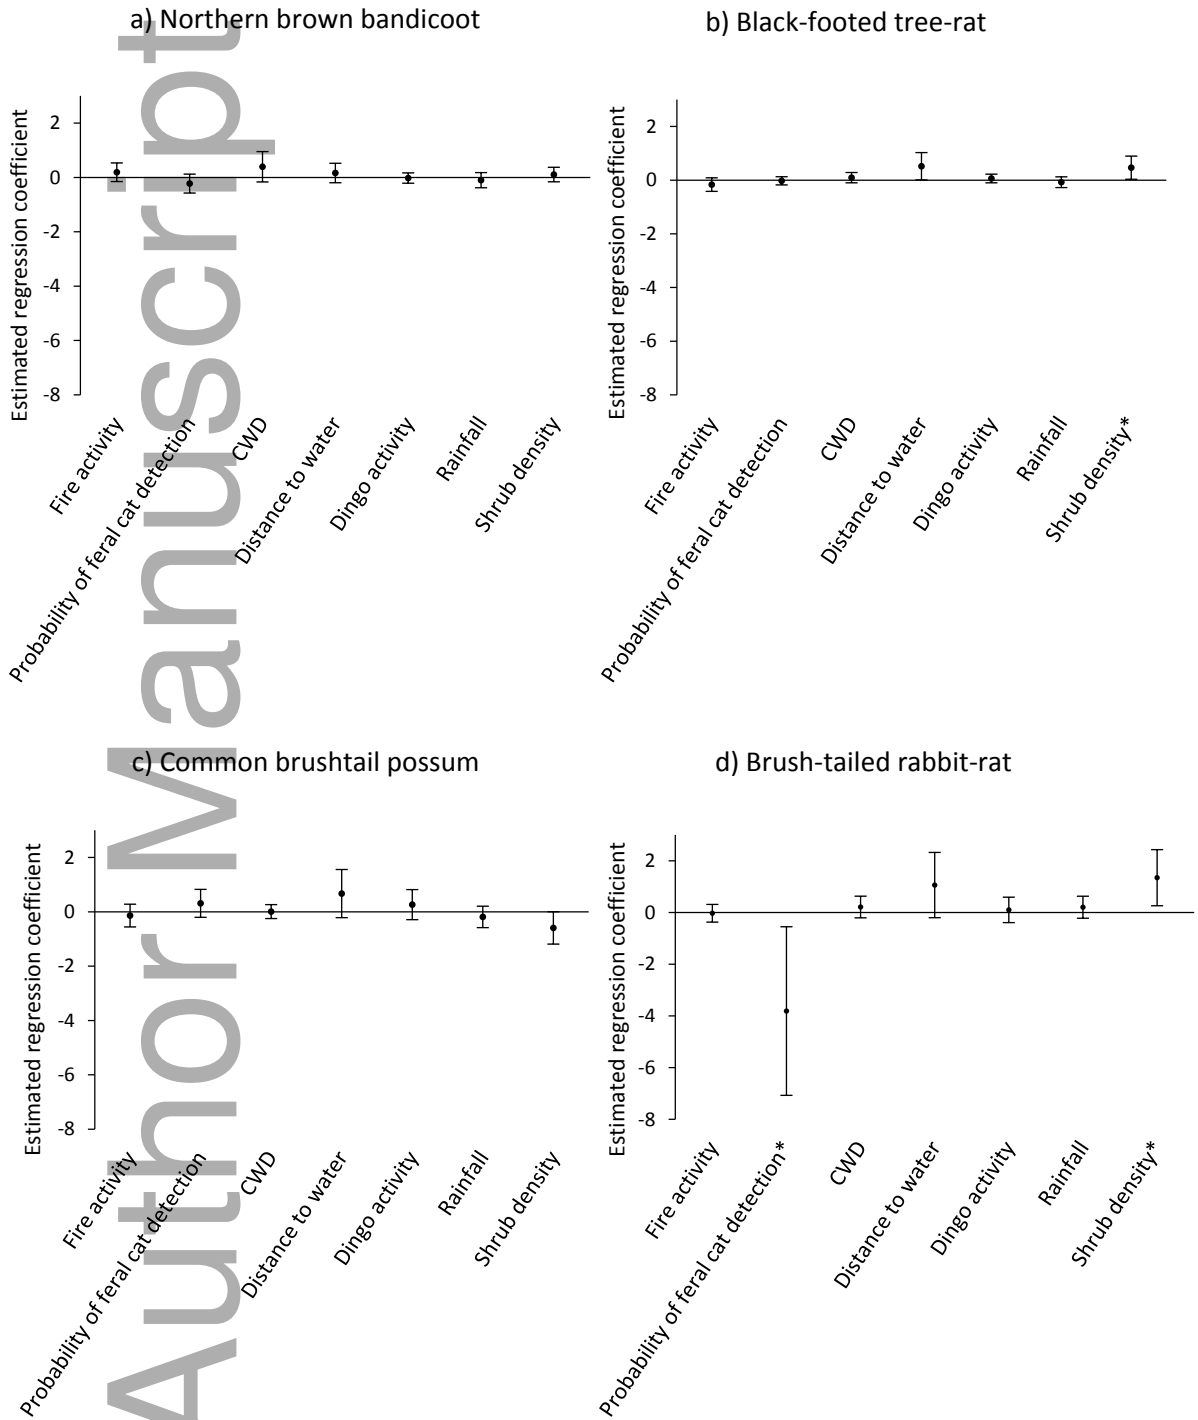 a) Northern brown bandicoot
Estimated regression coefficient
2
0
-2
-4
-6
-8
Fire activity
Probability of feral cat detection
CWD
Distance to water
Dingo activity
Rainfall
Shrub density
b) Black-footed tree-rat
Estimated regression coefficient
2
0
-2
-4
-6
-8
Fire activity
Probability of feral cat detection
CWD
Distance to water
Dingo activity
Rainfall
Shrub density*
c) Common brushtail possum
Estimated regression coefficient
2
0
-2
-4
-6
-8
Fire activity
Probability of feral cat detection
CWD
Distance to water
Dingo activity
Rainfall
Shrub density
d) Brush-tailed rabbit-rat
Estimated regression coefficient
2
0
-2
-4
-6
-8
Fire activity
Probability of feral cat detection*
CWD
Distance to water
Dingo activity
Rainfall
Shrub density*
Author Manuscript